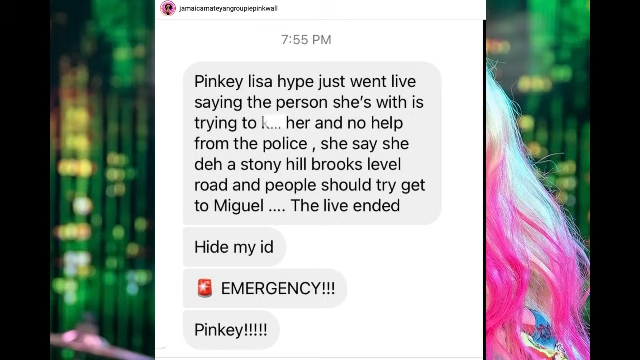 jamaicamateyangroupiepinkwall
7:55 PM
Pinkey lisa hype just went live
saying the person she's with is
trying to k... her and no help
from the police , she say she
deh a stony hill brooks level
road and people should try get
to Miguel .... The live ended
Hide my id
🚨 EMERGENCY!!!
Pinkey!!!!!